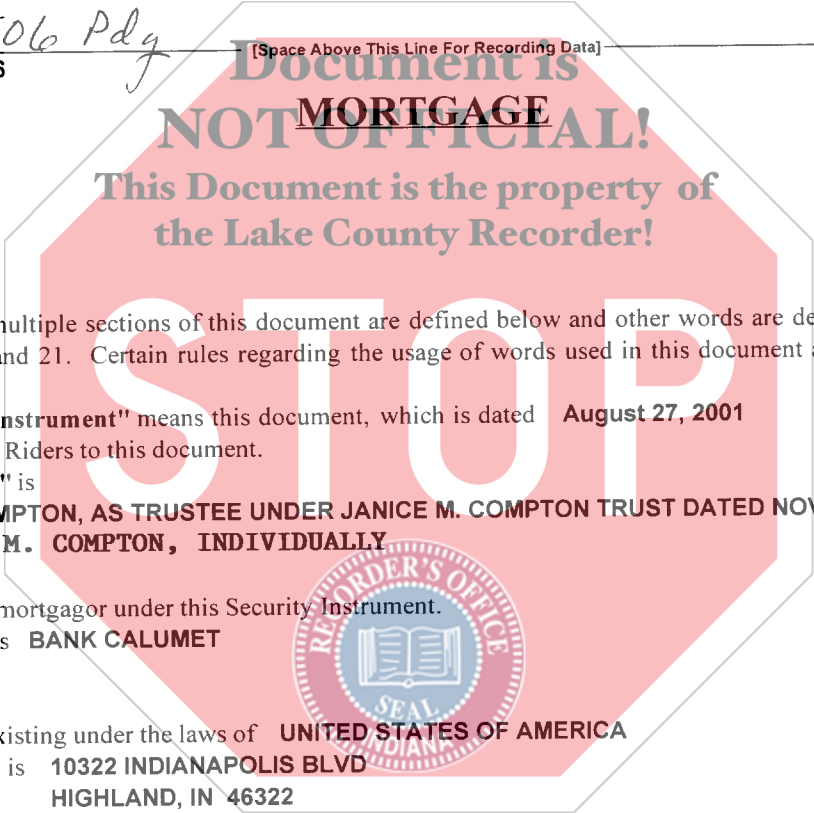 506 Pdy
[Space Above This Line For Recording Data]
6
Document is
MORTGAGE
NOT OFFICIAL!
This Document is the property of
the Lake County Recorder!
STOP
multiple sections of this document are defined below and other words are de
and 21. Certain rules regarding the usage of words used in this document a
nstrument" means this document, which is dated August 27, 2001
Riders to this document.
" is
MPTON, AS TRUSTEE UNDER JANICE M. COMPTON TRUST DATED NOV
M. COMPTON, INDIVIDUALLY
mortgagor under this Security Instrument.
s BANK CALUMET
xisting under the laws of UNITED STATES OF AMERICA
is 10322 INDIANAPOLIS BLVD
HIGHLAND, IN 46322
RECORDER'S OFFICE
SEAL
INDIANA